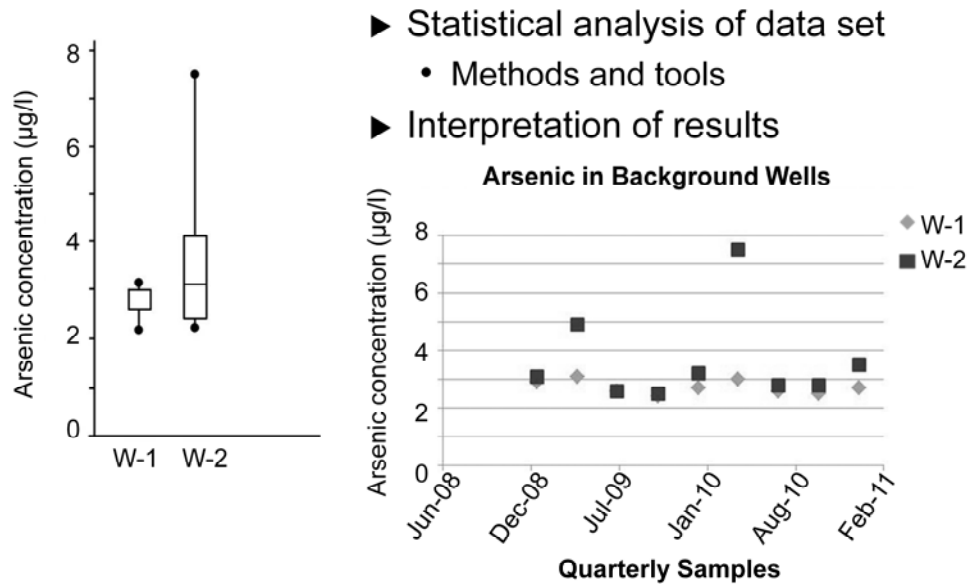 ► Statistical analysis of data set
• Methods and tools
► Interpretation of results
Arsenic concentration (µg/l)
8
6
4
2
0
W-1 W-2
Arsenic in Background Wells
Arsenic concentration (µg/l)
8
6
4
2
0
Jun-08
Dec-08
Jul-09
Jan-10
Aug-10
Feb-11
Quarterly Samples
W-1
W-2